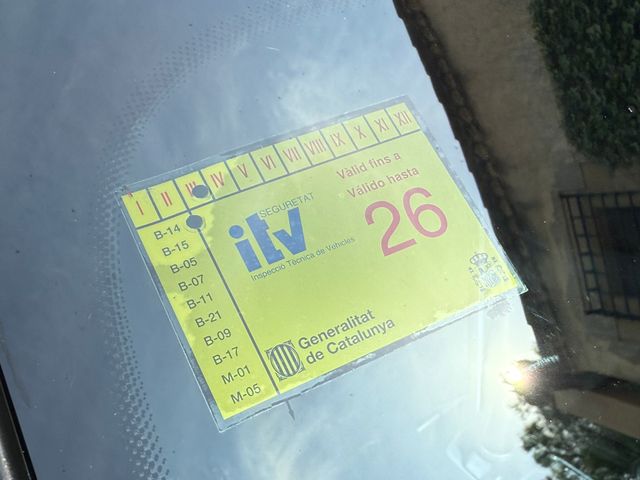 I II III IV V VI VII VIII IX X XI XII
B-14
B-15
B-05
B-07
B-11
B-21
B-09
B-17
M-01
M-05
SEGURETAT
itv
Inspecció Tècnica de Vehicles
Vàlid fins a
Válido hasta
26
Generalitat
de Catalunya